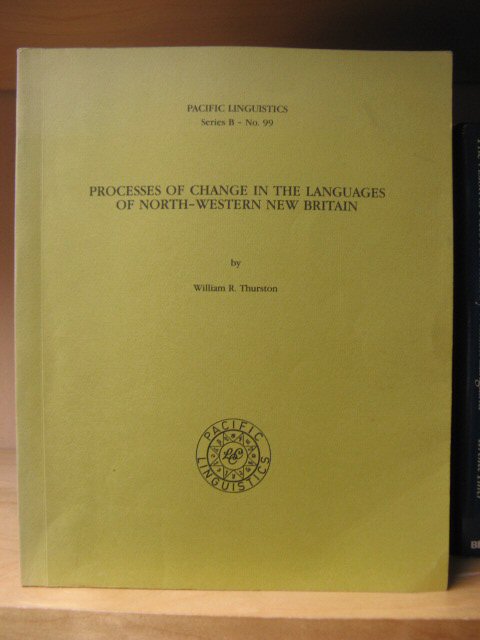 PACIFIC LINGUISTICS
Series B - No. 99
PROCESSES OF CHANGE IN THE LANGUAGES
OF NORTH-WESTERN NEW BRITAIN
by
William R. Thurston
PACIFIC
LINGUISTICS